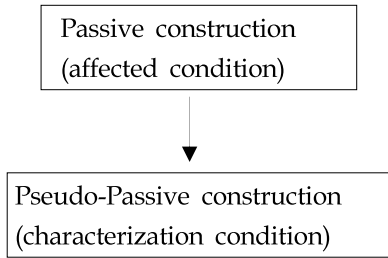 Passive construction
(affected condition)
Pseudo-Passive construction
(characterization condition)